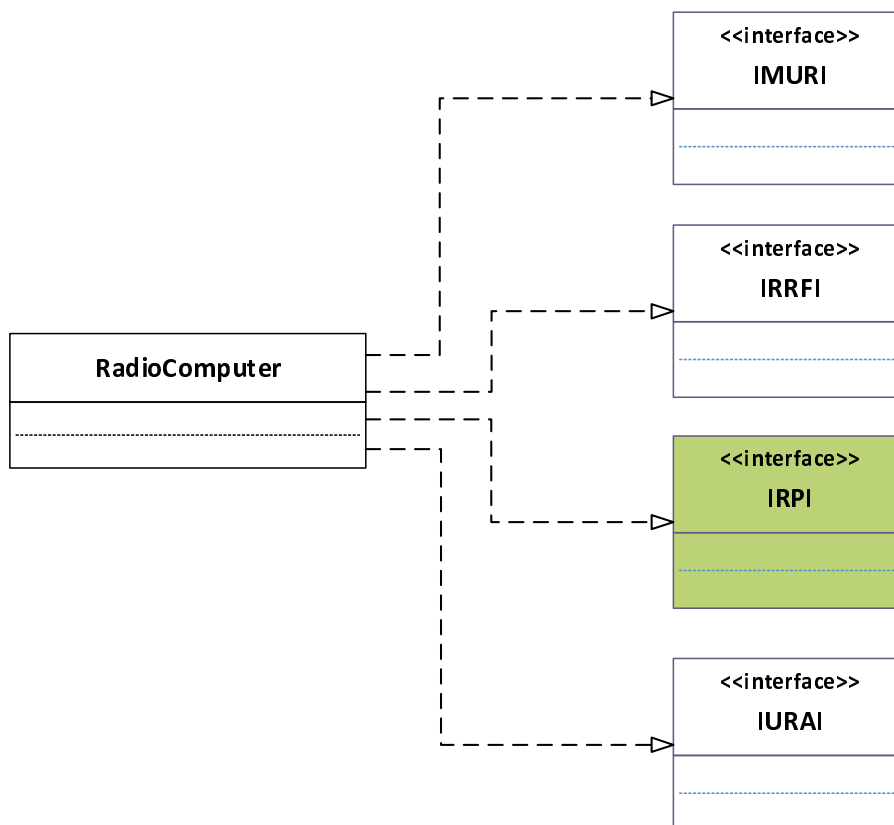 <<interface>>
IMURI
<<interface>>
IRRFI
RadioComputer
<<interface>>
IRPI
<<interface>>
IURAI